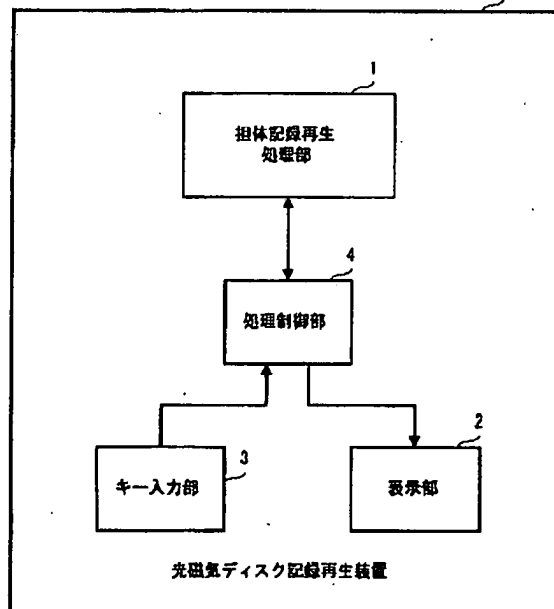 1
担体記録再生
処理部
4
処理制御部
3
キー入力部
2
表示部
光磁気ディスク記録再生装置